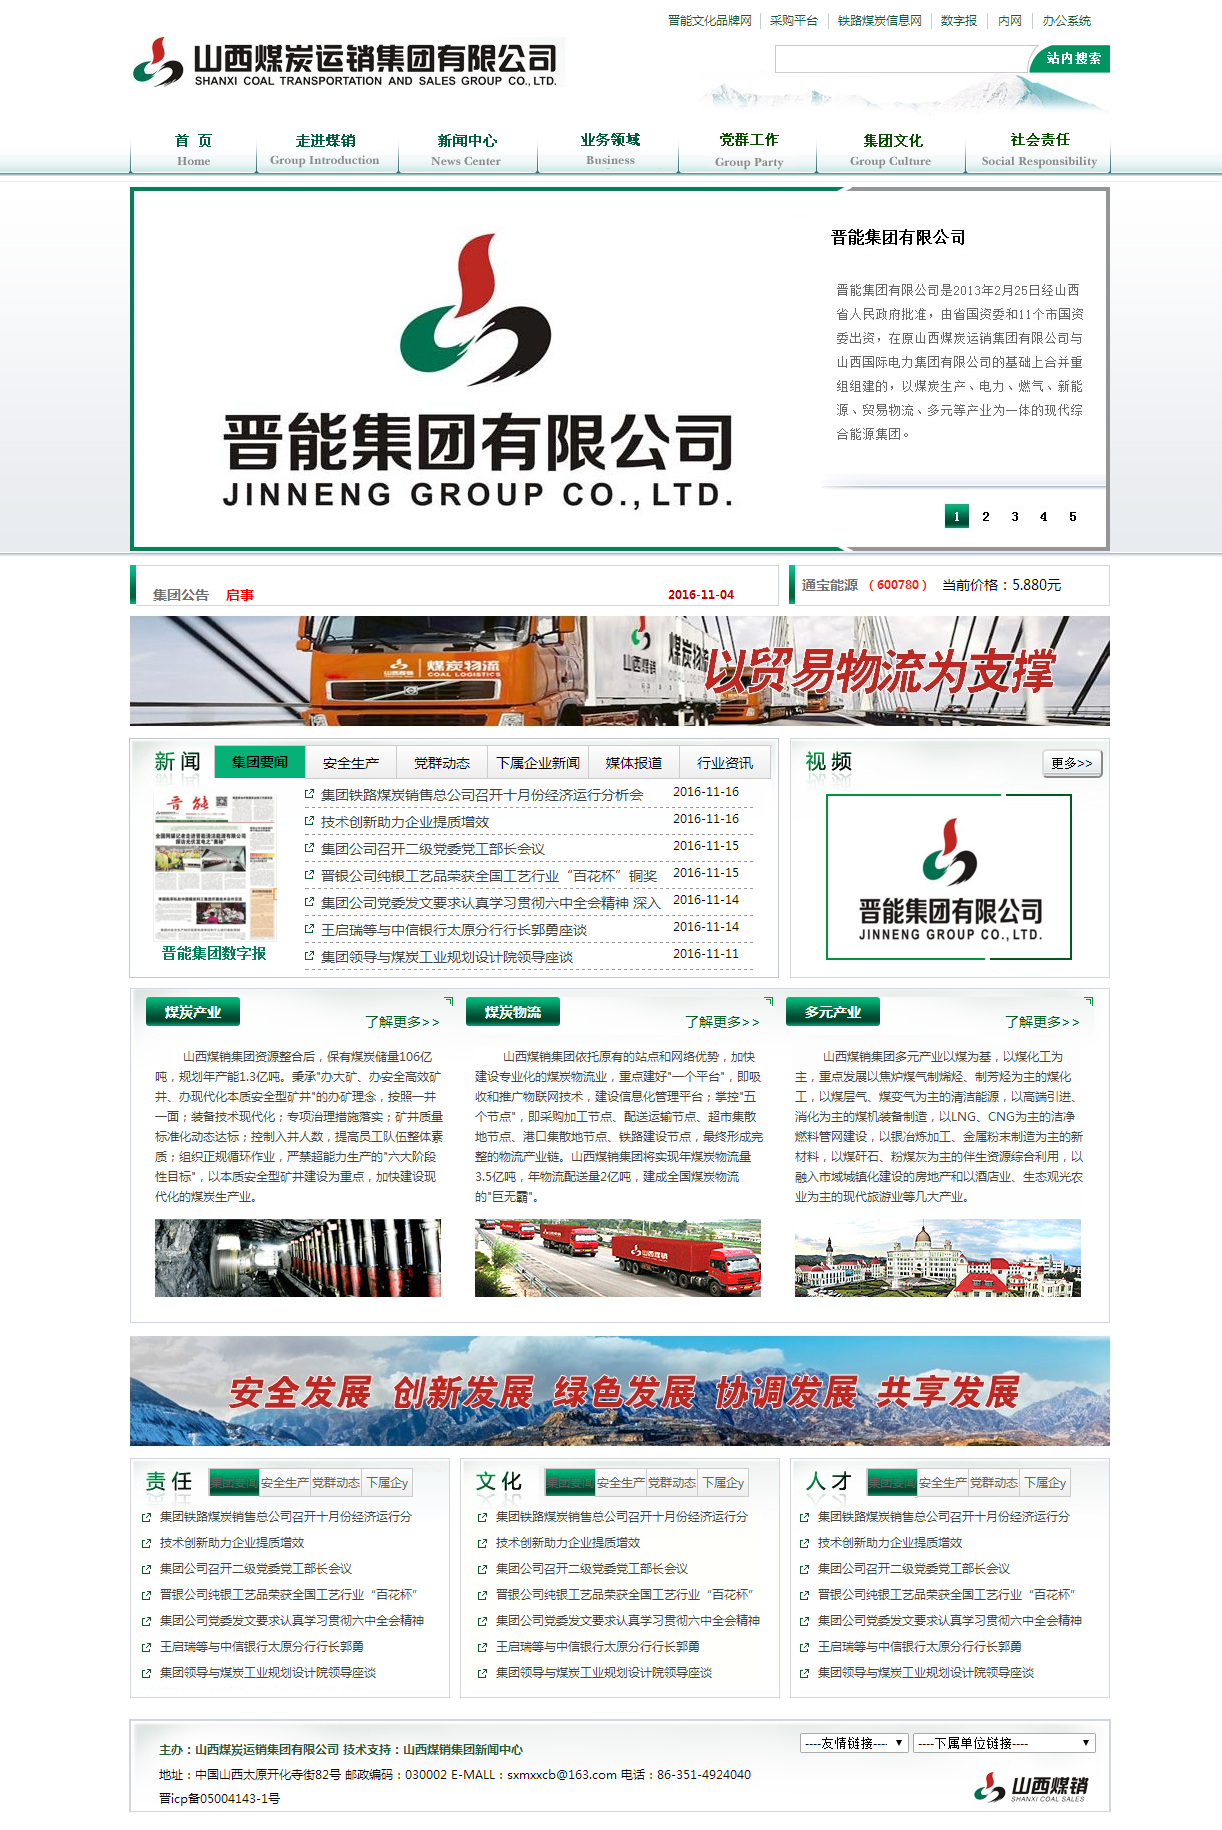 晋能文化品牌网 采购平台 铁路煤炭信息网 数字报 内网 办公系统
山西煤炭运销集团有限公司
SHANXI COAL TRANSPORTATION AND SALES GROUP CO.,LTD.
站内搜索
首 页 走进煤销 新闻中心 业务领域 党群工作 集团文化 社会责任
Home Group Introduction News Center Business Group Party Group Culture Social Responsibility
晋能集团有限公司
JINNENG GROUP CO.,LTD.
晋能集团有限公司
晋能集团有限公司是2013年2月25日经山西
省人民政府批准，由省国资委和11个市国资
委出资，在原山西煤炭运销集团有限公司与
山西国际电力集团有限公司的基础上合并重
组组建的，以煤炭生产、电力、燃气、新能
源、贸易物流、多元等产业为一体的现代综
合能源集团。
1 2 3 4 5
集团公告 启事 2016-11-04
通宝能源 （600780） 当前价格：5.880元
煤炭物流
COAL LOGISTICS
山西煤销
以贸易物流为支撑
新闻 集团要闻 安全生产 党群动态 下属企业新闻 媒体报道 行业资讯
晋能
全国网媒记者走进晋能清洁能源有限公司
晋能集团数字报
集团铁路煤炭销售总公司召开十月份经济运行分析会 2016-11-16
技术创新助力企业提质增效 2016-11-16
集团公司召开二级党委党工部长会议 2016-11-15
晋银公司纯银工艺品荣获全国工艺行业“百花杯”铜奖 2016-11-15
集团公司党委发文要求认真学习贯彻六中全会精神 深入 2016-11-14
王启瑞等与中信银行太原分行行长郭勇座谈 2016-11-14
集团领导与煤炭工业规划设计院领导座谈 2016-11-11
视频 更多>>
晋能集团有限公司
JINNENG GROUP CO.,LTD.
煤炭产业
了解更多>>
山西煤销集团资源整合后，保有煤炭储量106亿
吨，规划年产能1.3亿吨。秉承"办大矿、办安全高效矿
井、办现代化本质安全型矿井"的办矿理念，按照一井
一面；装备技术现代化；专项治理措施落实；矿井质量
标准化动态达标；控制入井人数，提高员工队伍整体素
质；组织正规循环作业，严禁超能力生产的"六大阶段
性目标"，以本质安全型矿井建设为重点，加快建设现
代化的煤炭生产业。
煤炭物流
了解更多>>
山西煤销集团依托原有的站点和网络优势，加快
建设专业化的煤炭物流业，重点建好"一个平台"，即吸
收和推广物联网技术，建设信息化管理平台；掌控"五
个节点"，即采购加工节点、配送运输节点、超市集散
地节点、港口集散地节点、铁路建设节点，最终形成完
整的物流产业链。山西煤销集团将实现年煤炭物流量
3.5亿吨，年物流配送量2亿吨，建成全国煤炭物流
的"巨无霸"。
山西煤销
多元产业
了解更多>>
山西煤销集团多元产业以煤为基，以煤化工为
主，重点发展以焦炉煤气制烯烃、制芳烃为主的煤化
工，以煤层气、煤变气为主的清洁能源，以高端引进、
消化为主的煤机装备制造，以LNG、CNG为主的洁净
燃料管网建设，以银冶炼加工、金属粉末制造为主的新
材料，以煤矸石、粉煤灰为主的伴生资源综合利用，以
融入市域城镇化建设的房地产和以酒店业、生态观光农
业为主的现代旅游业等几大产业。
安全发展 创新发展 绿色发展 协调发展 共享发展
责任 集团要闻 安全生产 党群动态 下属企y
集团铁路煤炭销售总公司召开十月份经济运行分
技术创新助力企业提质增效
集团公司召开二级党委党工部长会议
晋银公司纯银工艺品荣获全国工艺行业“百花杯”
集团公司党委发文要求认真学习贯彻六中全会精神
王启瑞等与中信银行太原分行行长郭勇
集团领导与煤炭工业规划设计院领导座谈
文化 集团要闻 安全生产 党群动态 下属企y
集团铁路煤炭销售总公司召开十月份经济运行分
技术创新助力企业提质增效
集团公司召开二级党委党工部长会议
晋银公司纯银工艺品荣获全国工艺行业“百花杯”
集团公司党委发文要求认真学习贯彻六中全会精神
王启瑞等与中信银行太原分行行长郭勇
集团领导与煤炭工业规划设计院领导座谈
人才 集团要闻 安全生产 党群动态 下属企y
集团铁路煤炭销售总公司召开十月份经济运行分
技术创新助力企业提质增效
集团公司召开二级党委党工部长会议
晋银公司纯银工艺品荣获全国工艺行业“百花杯”
集团公司党委发文要求认真学习贯彻六中全会精神
王启瑞等与中信银行太原分行行长郭勇
集团领导与煤炭工业规划设计院领导座谈
主办：山西煤炭运销集团有限公司 技术支持：山西煤销集团新闻中心
地址：中国山西太原开化寺街82号 邮政编码：030002 E-MALL：sxmxxcb@163.com 电话：86-351-4924040
晋icp备05004143-1号
----友情链接---- ----下属单位链接----
山西煤销
SHANXI COAL SALES